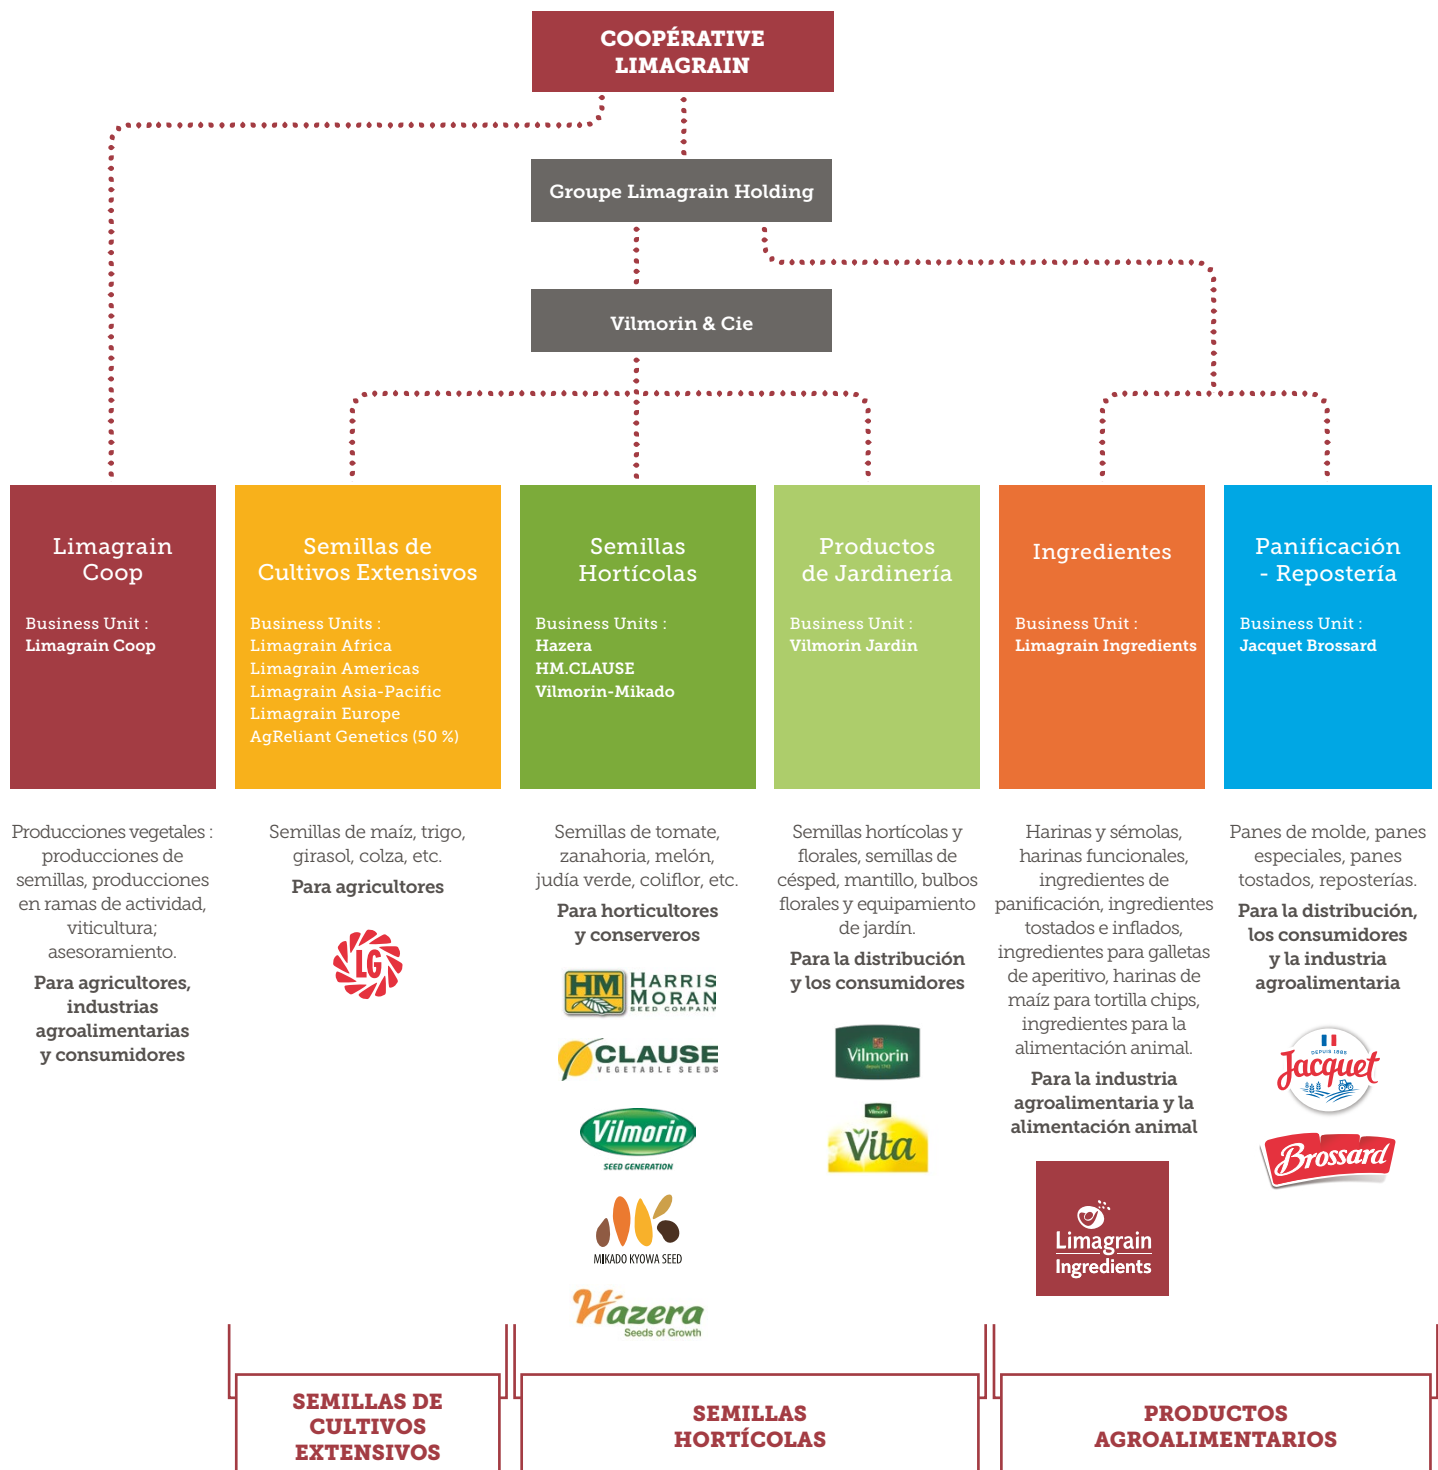 COOPÉRATIVE
LIMAGRAIN
Groupe Limagrain Holding
Vilmorin & Cie
Limagrain
Coop
Business Unit :
Limagrain Coop
Semillas de
Cultivos Extensivos
Business Units :
Limagrain Africa
Limagrain Americas
Limagrain Asia-Pacific
Limagrain Europe
AgReliant Genetics (50 %)
Semillas
Hortícolas
Business Units :
Hazera
HM.CLAUSE
Vilmorin-Mikado
Productos
de Jardinería
Business Unit :
Vilmorin Jardin
Ingredientes
Business Unit :
Limagrain Ingredients
Panificación
- Repostería
Business Unit :
Jacquet Brossard
Producciones vegetales :
producciones de
semillas, producciones
en ramas de actividad,
viticultura;
asesoramiento.
Para agricultores,
industrias
agroalimentarias
y consumidores
Semillas de maíz, trigo,
girasol, colza, etc.
Para agricultores
LG
Semillas de tomate,
zanahoria, melón,
judía verde, coliflor, etc.
Para horticultores
y conserveros
HM HARRIS
MORAN
SEED COMPANY
CLAUSE
VEGETABLE SEEDS
Vilmorin
SEED GENERATION
MIKADO KYOWA SEED
Hazera
Seeds of Growth
Semillas hortícolas y
florales, semillas de
césped, mantillo, bulbos
florales y equipamiento
de jardín.
Para la distribución
y los consumidores
Vilmorin
Vilmorin
Vita
Harinas y sémolas,
harinas funcionales,
ingredientes de
panificación, ingredientes
tostados e inflados,
ingredientes para galletas
de aperitivo, harinas de
maíz para tortilla chips,
ingredientes para la
alimentación animal.
Para la industria
agroalimentaria y la
alimentación animal
Limagrain
Ingredients
Panes de molde, panes
especiales, panes
tostados, reposterías.
Para la distribución,
los consumidores
y la industria
agroalimentaria
DEPUIS 1885
Jacquet
Brossard
SEMILLAS DE
CULTIVOS
EXTENSIVOS
SEMILLAS
HORTÍCOLAS
PRODUCTOS
AGROALIMENTARIOS